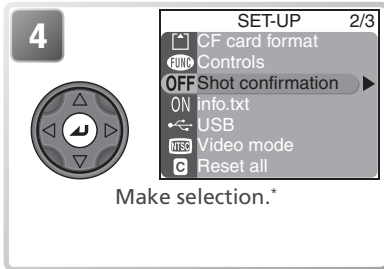 4
SET-UP 2/3
CF card format
FUNC Controls
OFF Shot confirmation
ON info.txt
USB
NTSC Video mode
C Reset all
Make selection.*